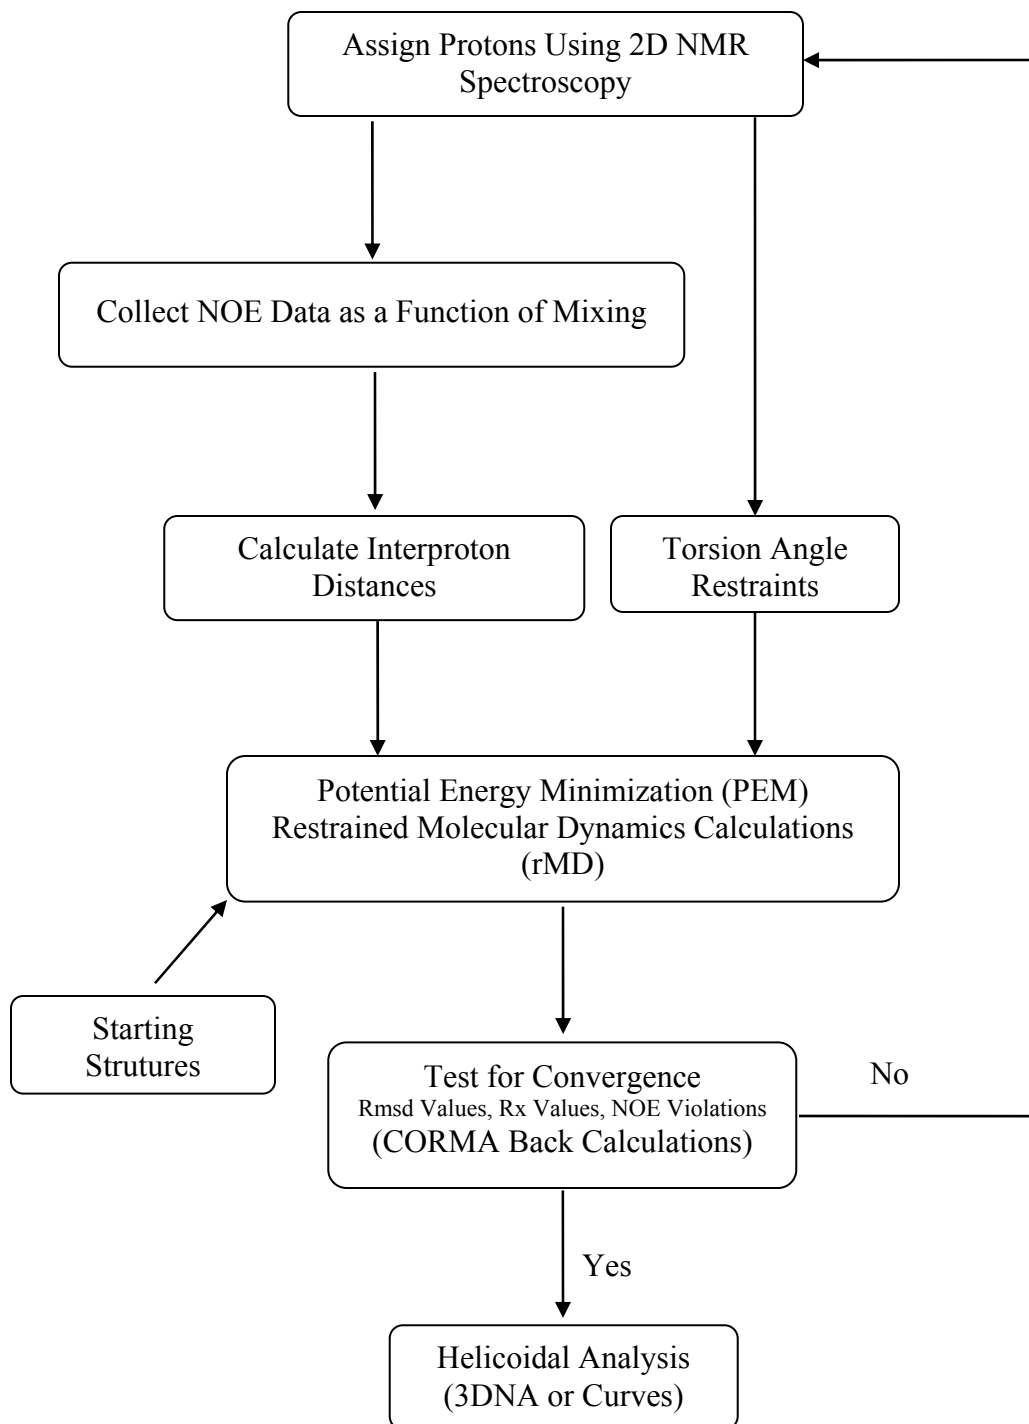 Assign Protons Using 2D NMR
Spectroscopy
Collect NOE Data as a Function of Mixing
Calculate Interproton
Distances
Torsion Angle
Restraints
Potential Energy Minimization (PEM)
Restrained Molecular Dynamics Calculations
(rMD)
Starting
Strutures
Test for Convergence
Rmsd Values, Rx Values, NOE Violations
(CORMA Back Calculations)
No
Yes
Helicoidal Analysis
(3DNA or Curves)